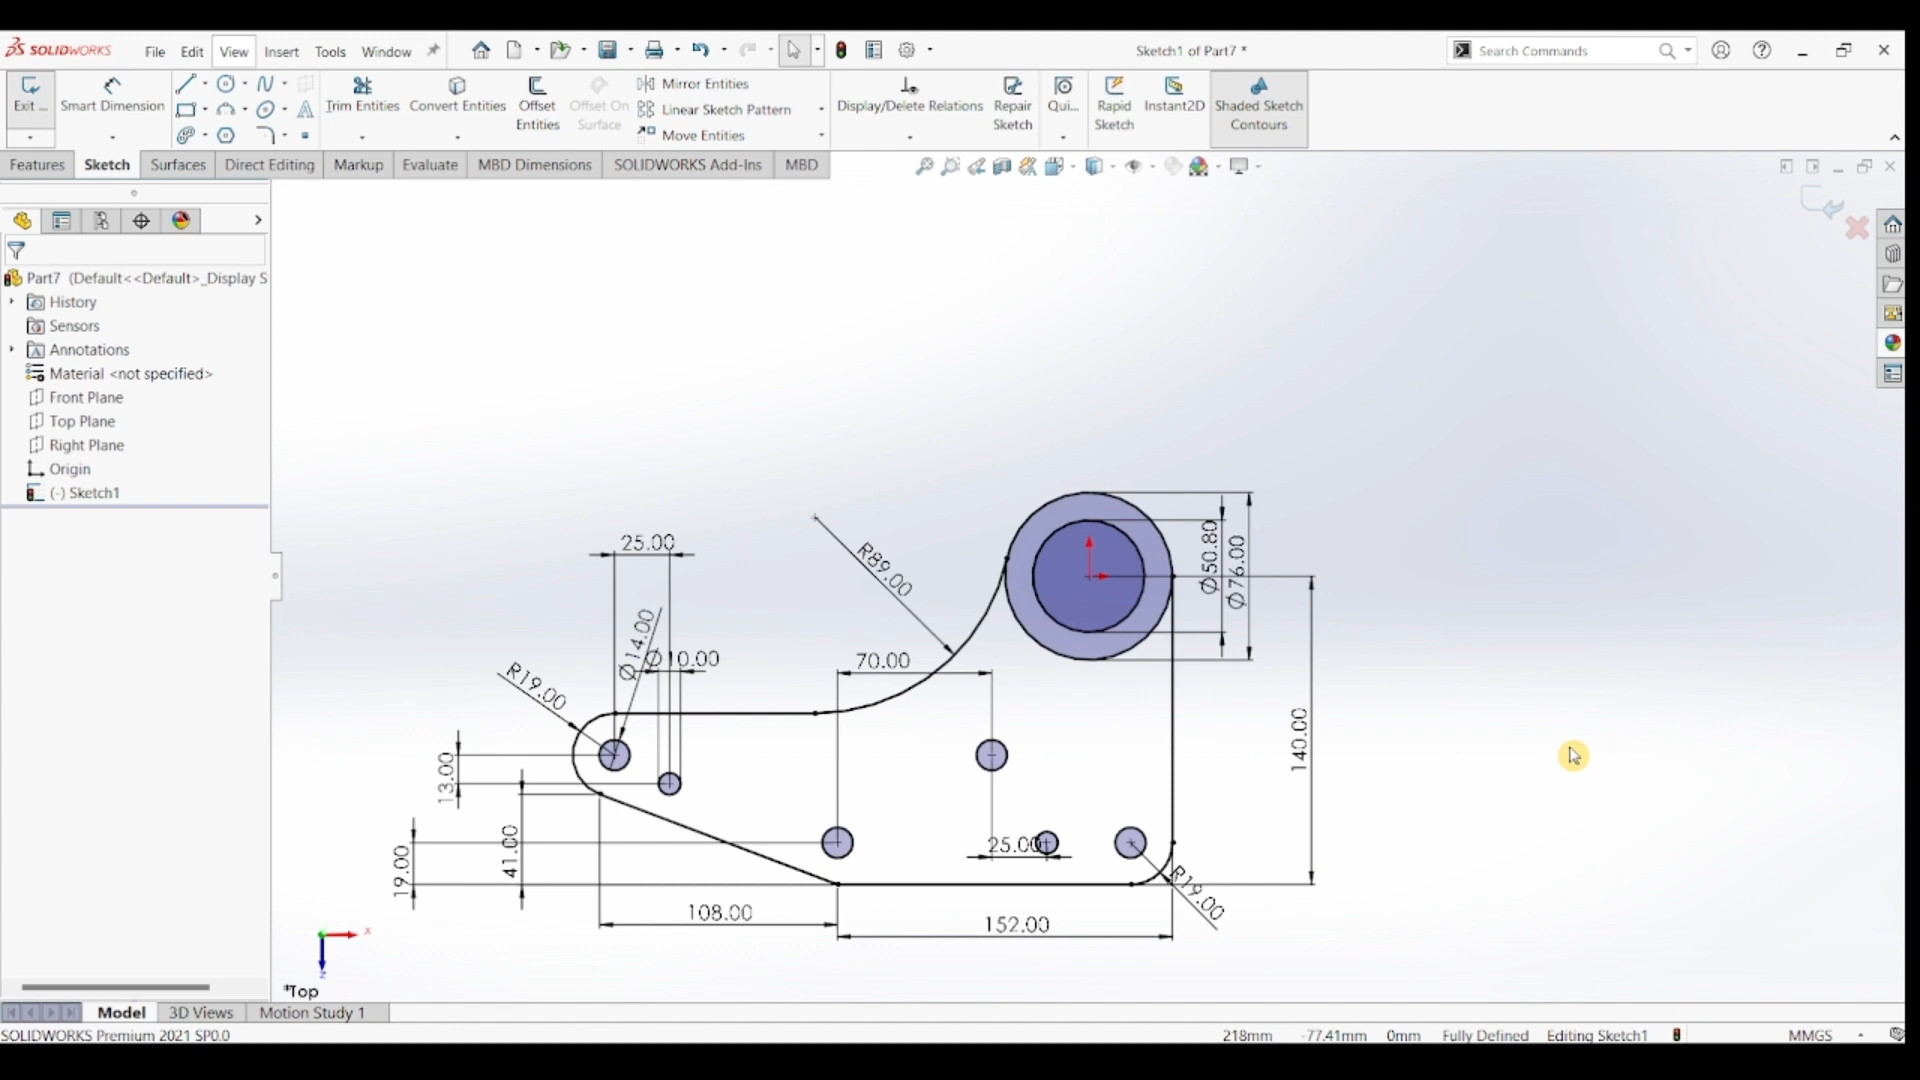 SOLIDWORKS File Edit View Insert Tools Window Sketch1 of Part7 * Search Commands
Exit ... Smart Dimension Trim Entities Convert Entities Offset Entities Offset On Surface Mirror Entities Display/Delete Relations Repair Sketch Qui... Rapid Sketch Instant2D Shaded Sketch Contours
Linear Sketch Pattern
Move Entities
Features Sketch Surfaces Direct Editing Markup Evaluate MBD Dimensions SOLIDWORKS Add-Ins MBD
Part7 (Default<<Default>_Display S
History
Sensors
Annotations
Material <not specified>
Front Plane
Top Plane
Right Plane
Origin
(-) Sketch1
25.00
R89.00
Ø50.80
Ø76.00
Ø14.00
Ø10.00
70.00
R19.00
140.00
13.00
41.00
19.00
25.00
R19.00
108.00
152.00
x
z
*Top
Model 3D Views Motion Study 1
SOLIDWORKS Premium 2021 SP0.0 218mm -77.41mm 0mm Fully Defined Editing Sketch1 MMGS